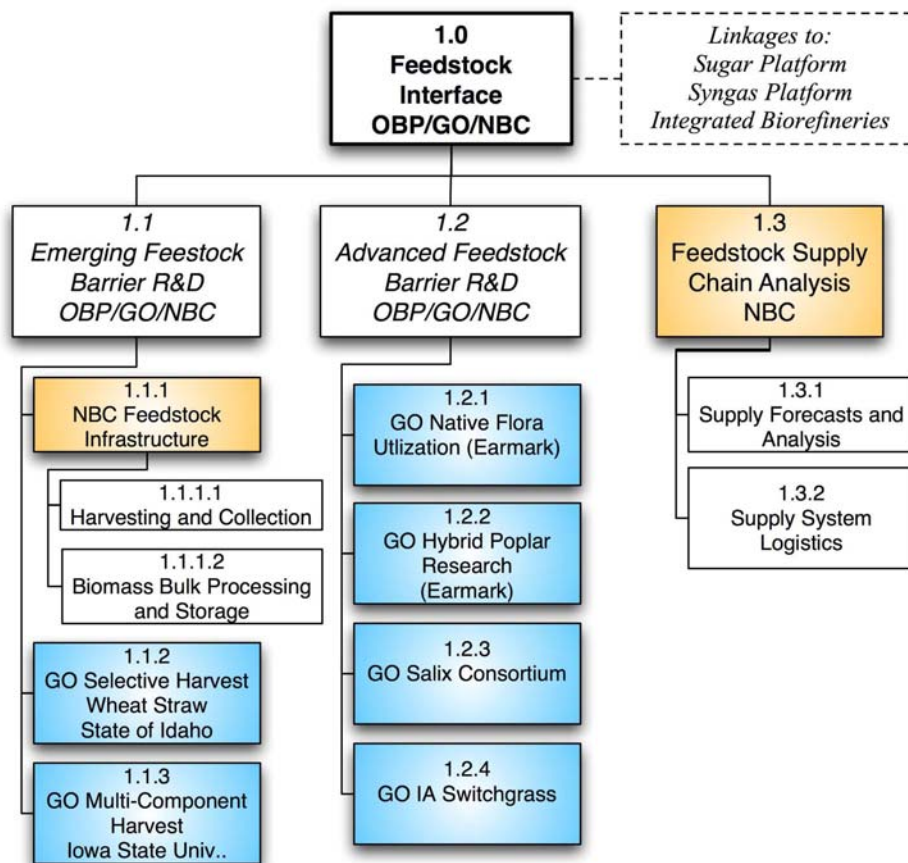 1.0
Feedstock
Interface
OBP/GO/NBC
Linkages to:
Sugar Platform
Syngas Platform
Integrated Biorefineries
1.1
Emerging Feestock
Barrier R&D
OBP/GO/NBC
1.1.1
NBC Feedstock
Infrastructure
1.1.1.1
Harvesting and Collection
1.1.1.2
Biomass Bulk Processing
and Storage
1.1.2
GO Selective Harvest
Wheat Straw
State of Idaho
1.1.3
GO Multi-Component
Harvest
Iowa State Univ..
1.2
Advanced Feedstock
Barrier R&D
OBP/GO/NBC
1.2.1
GO Native Flora
Utlization (Earmark)
1.2.2
GO Hybrid Poplar
Research
(Earmark)
1.2.3
GO Salix Consortium
1.2.4
GO IA Switchgrass
1.3
Feedstock Supply
Chain Analysis
NBC
1.3.1
Supply Forecasts and
Analysis
1.3.2
Supply System
Logistics